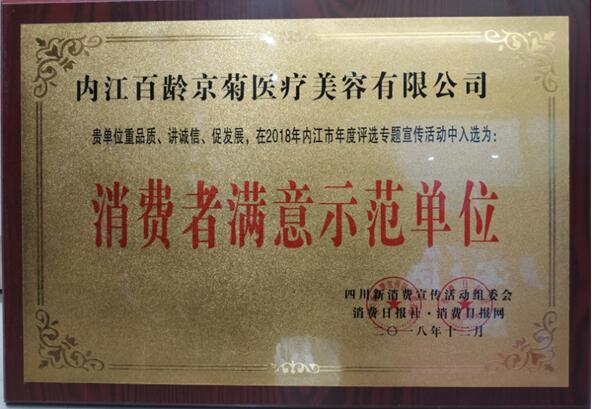 内江百龄京菊医疗美容有限公司
贵单位重品质、讲诚信、促发展，在2018年内江市年度评选专题宣传活动中入选为：
消费者满意示范单位
四川新消费宣传活动组委会
消费日报社·消费日报网
二〇一八年十二月